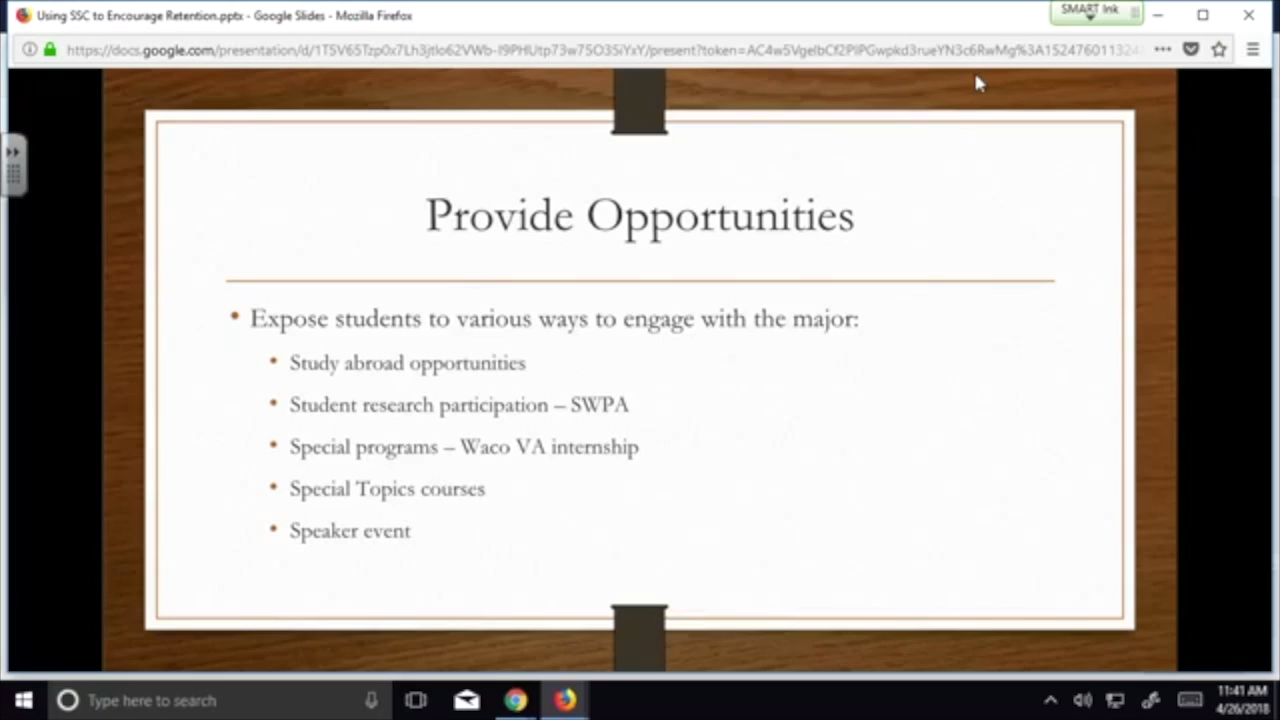 Using SSC to Encourage Retention.pptx - Google Slides - Mozilla Firefox
SMART Ink
Provide Opportunities
• Expose students to various ways to engage with the major:
• Study abroad opportunities
• Student research participation – SWPA
• Special programs – Waco VA internship
• Special Topics courses
• Speaker event
Type here to search
11:41 AM
4/26/2018